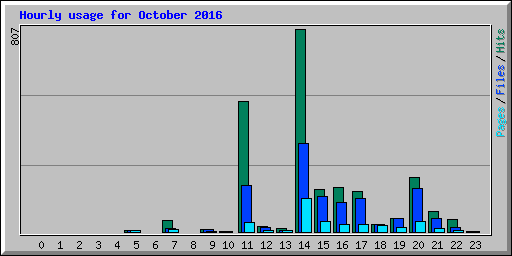 Hourly usage for October 2016
807
Pages/Files/Hits
0 1 2 3 4 5 6 7 8 9 10 11 12 13 14 15 16 17 18 19 20 21 22 23